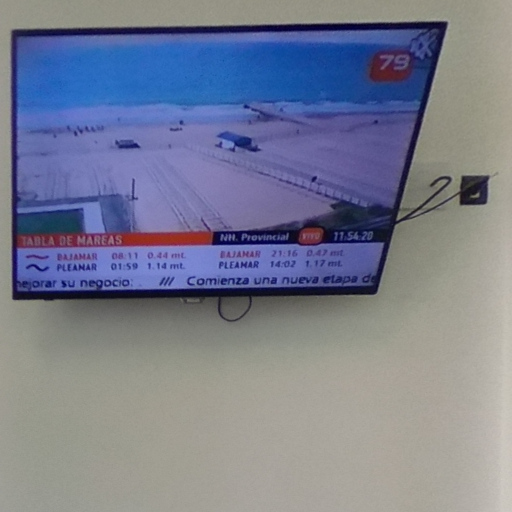 79
TABLA DE MAREAS NH. Provincial VIVO 11:54:20
BAJAMAR 08:11 0.44 mt. BAJAMAR 21:16 0.47 mt.
PLEAMAR 01:59 1.14 mt. PLEAMAR 14:02 1.17 mt.
nejorar su negocio: /// Comienza una nueva etapa de